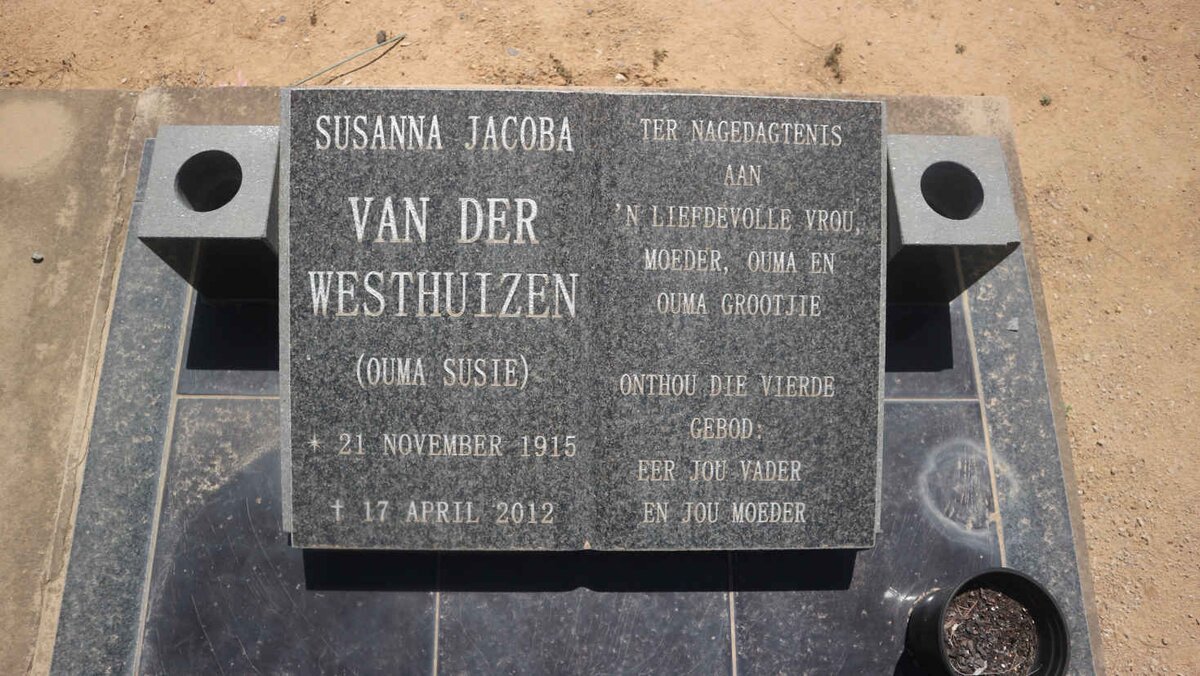 SUSANNA JACOBA
VAN DER
WESTHUIZEN
(OUMA SUSIE)
* 21 NOVEMBER 1915
† 17 APRIL 2012
TER NAGEDAGTENIS
AAN
'N LIEFDEVOLLE VROU,
MOEDER, OUMA EN
OUMA GROOTJIE
ONTHOU DIE VIERDE
GEBOD:
EER JOU VADER
EN JOU MOEDER